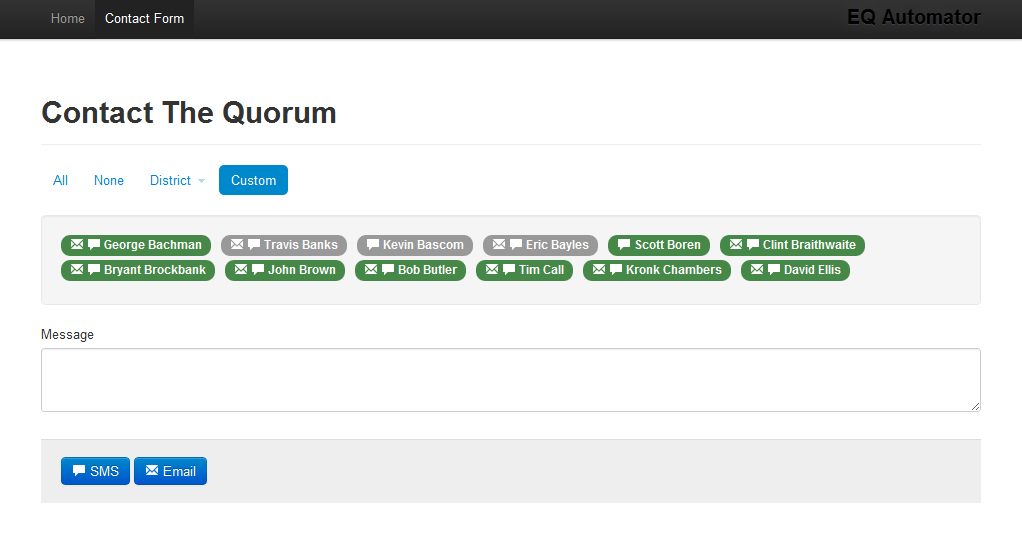 Home Contact Form EQ Automator
Contact The Quorum
All None District Custom
George Bachman Travis Banks Kevin Bascom Eric Bayles Scott Boren Clint Braithwaite
Bryant Brockbank John Brown Bob Butler Tim Call Kronk Chambers David Ellis
Message
SMS Email